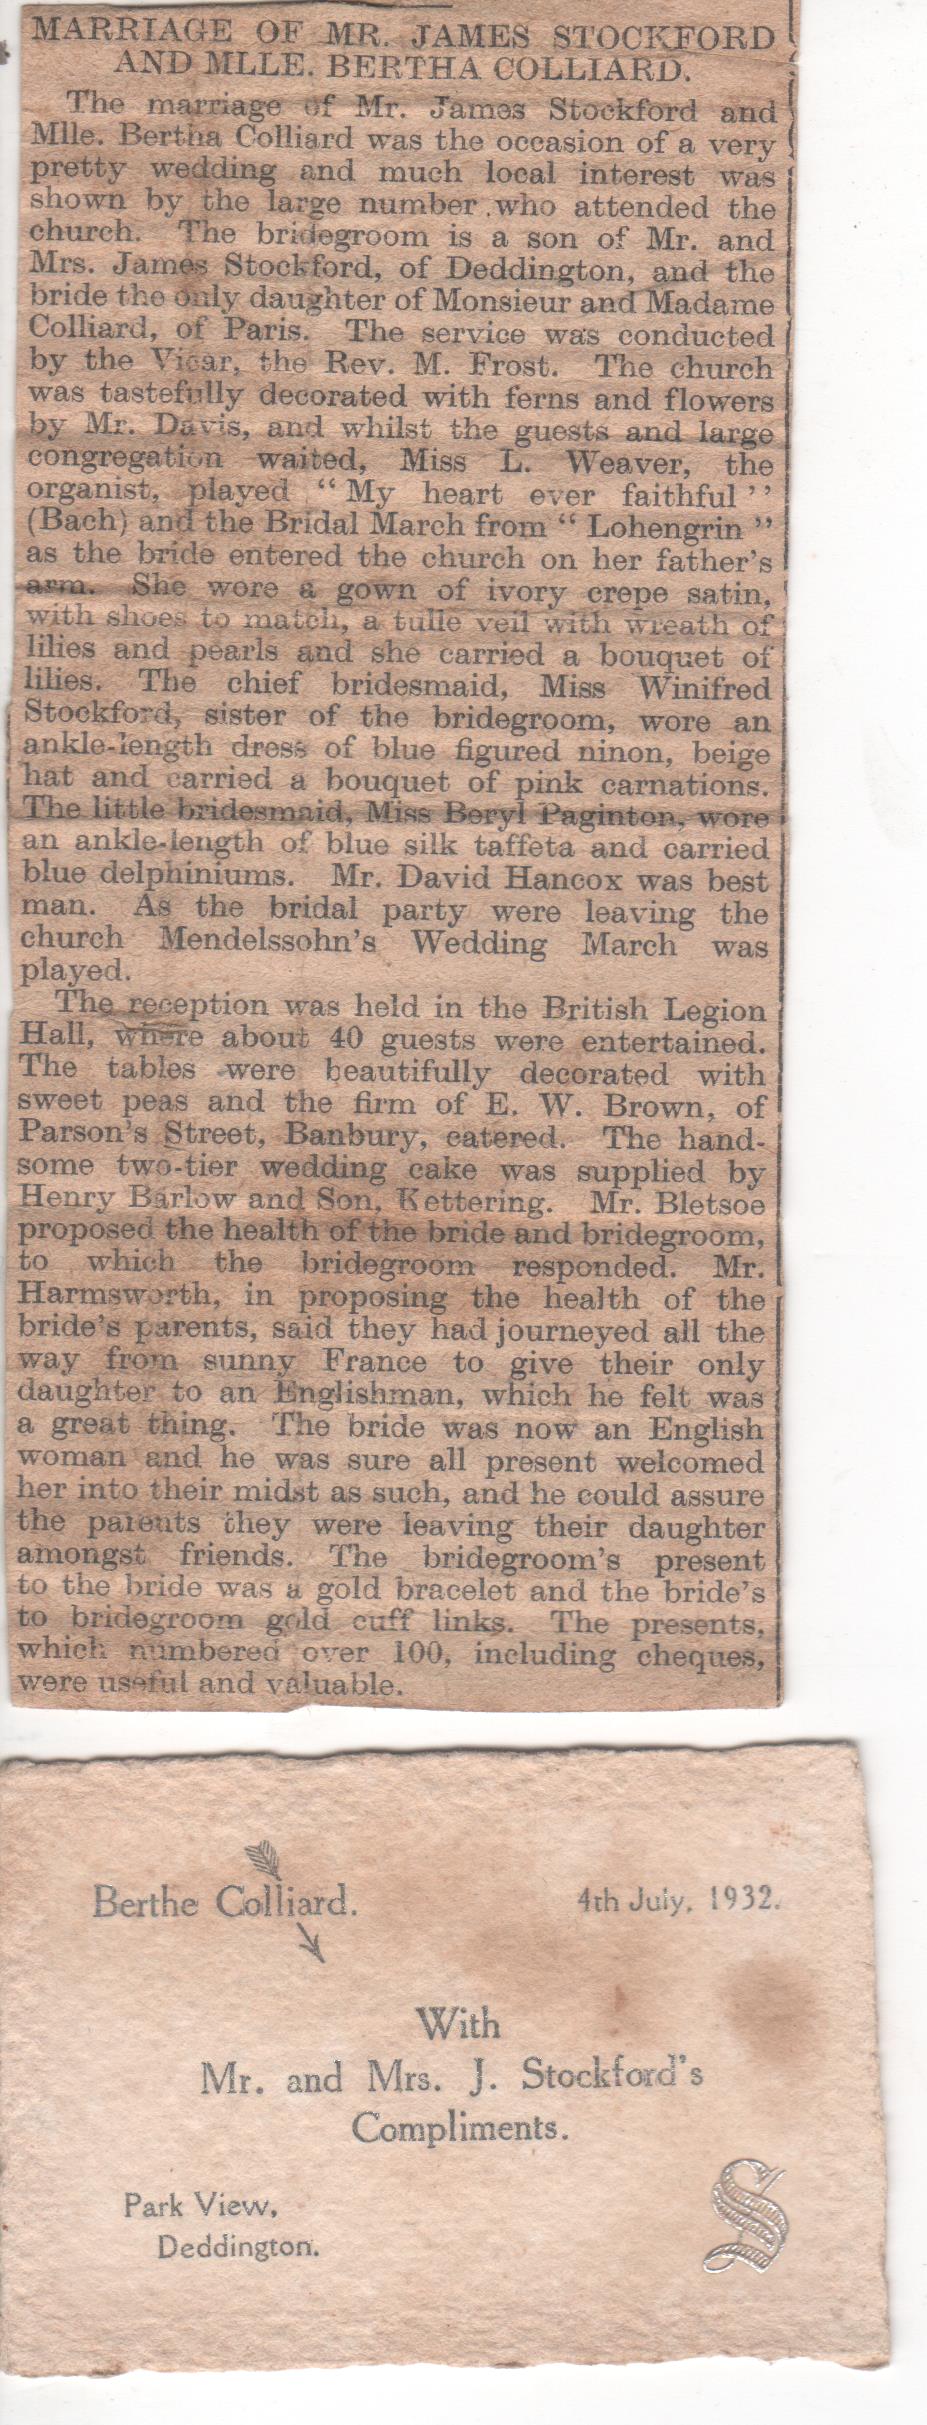 MARRIAGE OF MR. JAMES STOCKFORD
AND MLLE. BERTHA COLLIARD.
The marriage of Mr. James Stockford and
Mlle. Bertha Colliard was the occasion of a very
pretty wedding and much local interest was
shown by the large number who attended the
church. The bridegroom is a son of Mr. and
Mrs. James Stockford, of Deddington, and the
bride the only daughter of Monsieur and Madame
Colliard, of Paris. The service was conducted
by the Vicar, the Rev. M. Frost. The church
was tastefully decorated with ferns and flowers
by Mr. Davis, and whilst the guests and large
congregation waited, Miss L. Weaver, the
organist, played “ My heart ever faithful ’’
(Bach) and the Bridal March from “ Lohengrin ”
as the bride entered the church on her father's
arm. She wore a gown of ivory crepe satin,
with shoes to match, a tulle veil with wreath of
lilies and pearls and she carried a bouquet of
lilies. The chief bridesmaid, Miss Winifred
Stockford, sister of the bridegroom, wore an
ankle-length dress of blue figured ninon, beige
hat and carried a bouquet of pink carnations.
The little bridesmaid, Miss Beryl Paginton, wore
an ankle-length of blue silk taffeta and carried
blue delphiniums. Mr. David Hancox was best
man. As the bridal party were leaving the
church Mendelssohn's Wedding March was
played.
The reception was held in the British Legion
Hall, where about 40 guests were entertained.
The tables were beautifully decorated with
sweet peas and the firm of E. W. Brown, of
Parson's Street, Banbury, catered. The hand-
some two-tier wedding cake was supplied by
Henry Barlow and Son, Kettering. Mr. Bletsoe
proposed the health of the bride and bridegroom,
to which the bridegroom responded. Mr.
Harmsworth, in proposing the health of the
bride's parents, said they had journeyed all the
way from sunny France to give their only
daughter to an Englishman, which he felt was
a great thing. The bride was now an English
woman and he was sure all present welcomed
her into their midst as such, and he could assure
the parents they were leaving their daughter
amongst friends. The bridegroom's present
to the bride was a gold bracelet and the bride's
to bridegroom gold cuff links. The presents,
which numbered over 100, including cheques,
were useful and valuable.
Berthe Colliard.
4th July, 1932.
With
Mr. and Mrs. J. Stockford's
Compliments.
Park View,
Deddington.
S